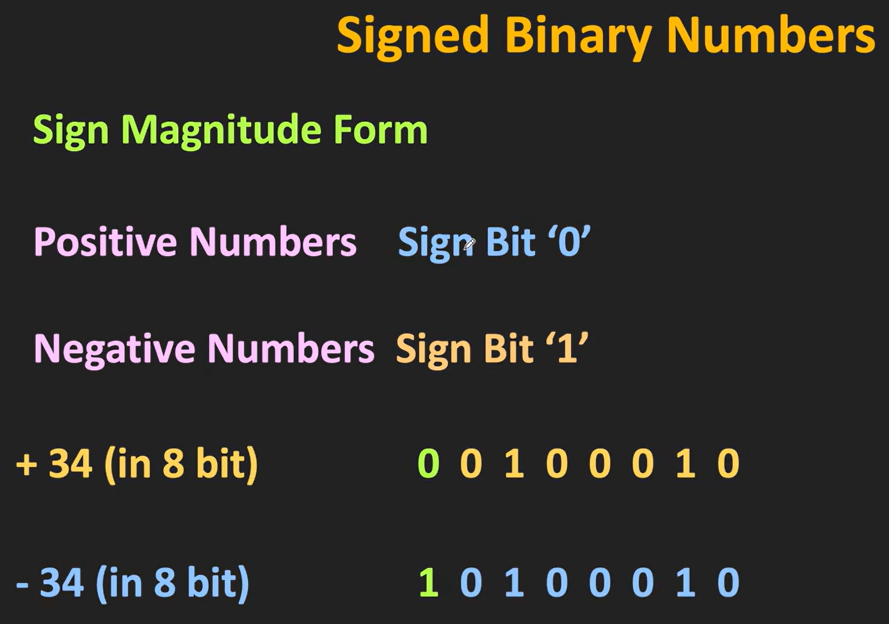 Signed Binary Numbers
Sign Magnitude Form
Positive Numbers Sign Bit ‘0’
Negative Numbers Sign Bit ‘1’
+ 34 (in 8 bit) 0 0 1 0 0 0 1 0
- 34 (in 8 bit) 1 0 1 0 0 0 1 0